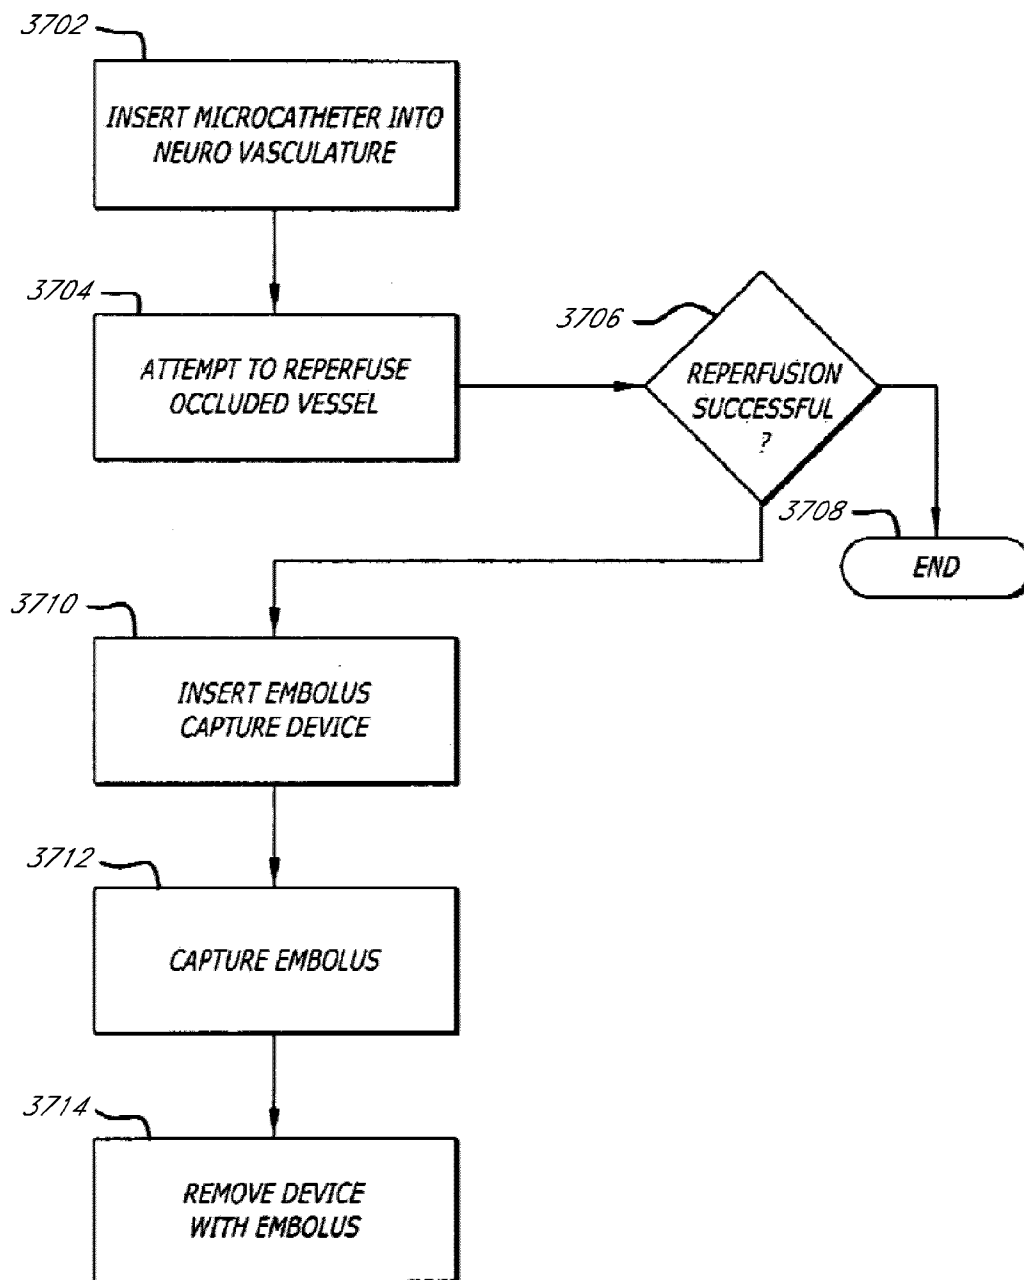 3702
INSERT MICROCATHETER INTO
NEURO VASCULATURE
3704
ATTEMPT TO REPERFUSE
OCCLUDED VESSEL
3706
REPERFUSION
SUCCESSFUL
?
3708
END
3710
INSERT EMBOLUS
CAPTURE DEVICE
3712
CAPTURE EMBOLUS
3714
REMOVE DEVICE
WITH EMBOLUS